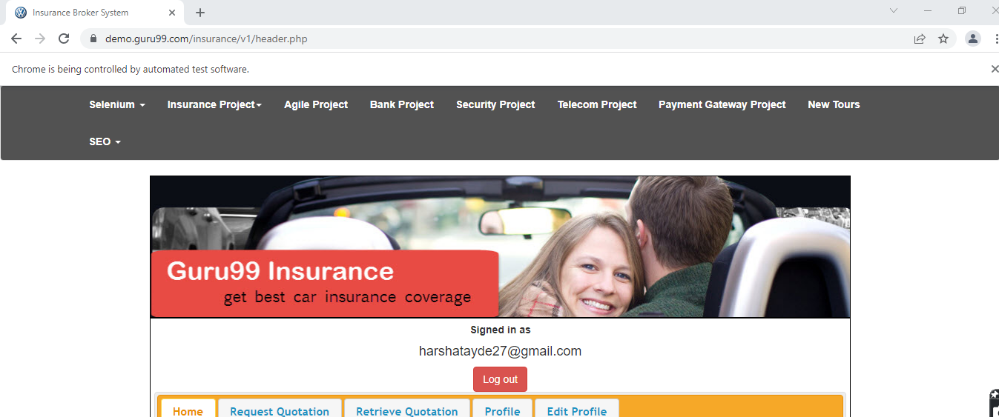 Insurance Broker System
demo.guru99.com/insurance/v1/header.php
Chrome is being controlled by automated test software.
Selenium Insurance Project Agile Project Bank Project Security Project Telecom Project Payment Gateway Project New Tours
SEO
Guru99 Insurance
get best car insurance coverage
Signed in as
harshatayde27@gmail.com
Log out
Home Request Quotation Retrieve Quotation Profile Edit Profile